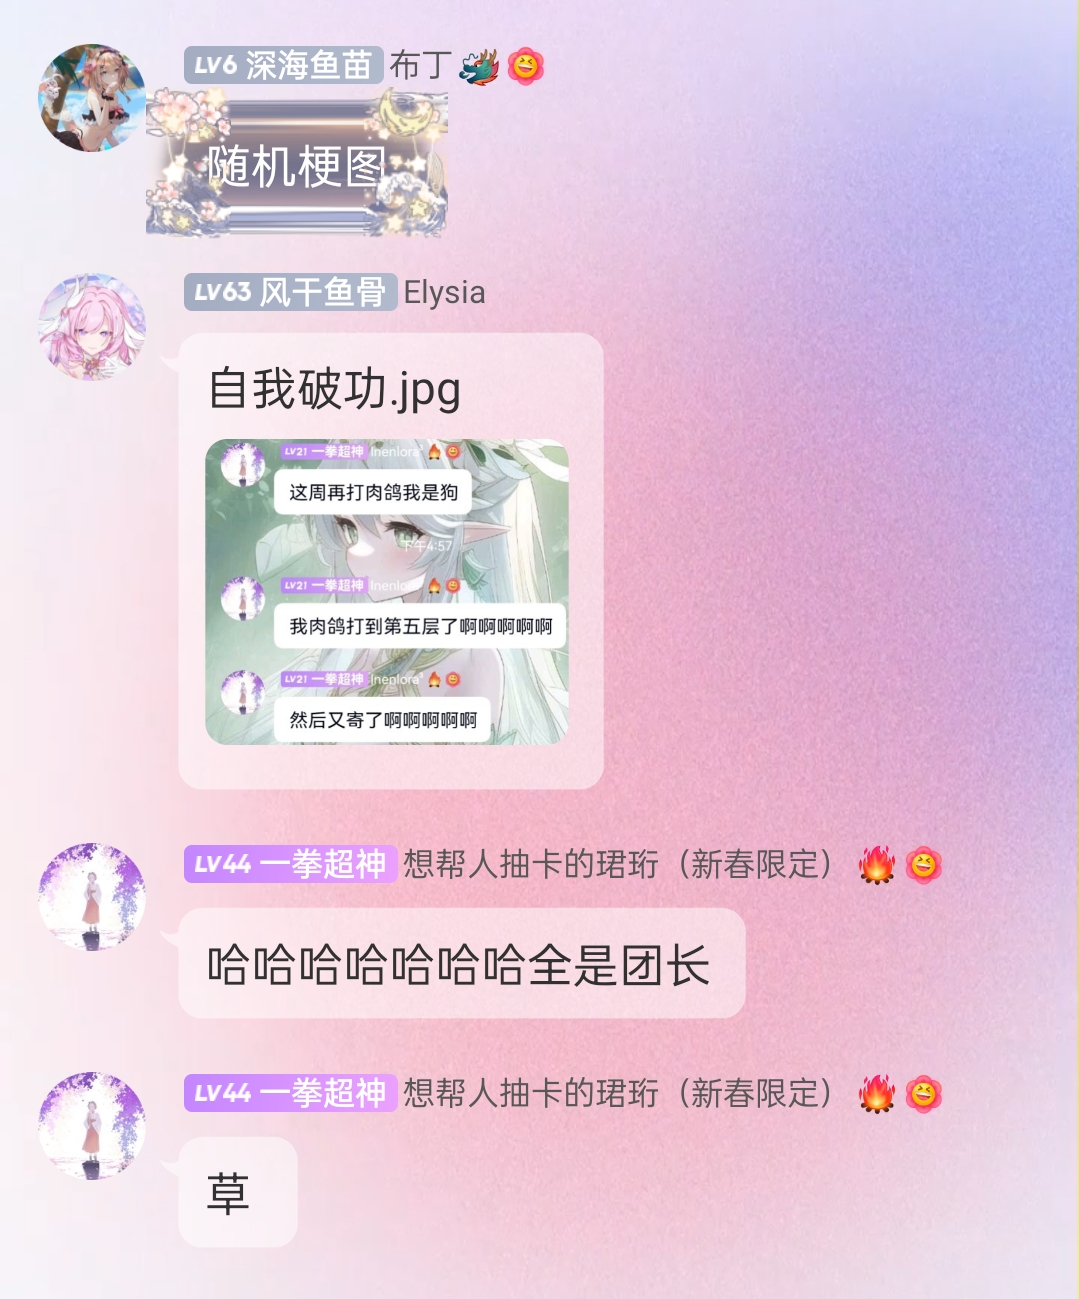 LV6 深海鱼苗 布丁
随机梗图
LV63 风干鱼骨 Elysia
自我破功.jpg
LV21 一拳超神 Inenlora³
这周再打肉鸽我是狗
下午4:57
LV21 一拳超神 Inenlora
我肉鸽打到第五层了啊啊啊啊啊
LV21 一拳超神 Inenlora³
然后又寄了啊啊啊啊啊
LV44 一拳超神 想帮人抽卡的珺珩（新春限定）
哈哈哈哈哈哈哈全是团长
LV44 一拳超神 想帮人抽卡的珺珩（新春限定）
草